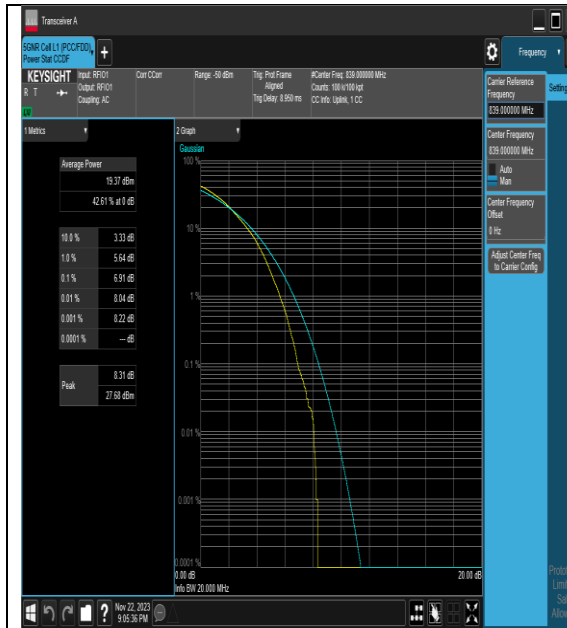 Transceiver A
5GNR Cell L1 (PCC/FDD),
Power Stat CCDF
+
Frequency
KEYSIGHT
R T
Input: RFIO1
Output: RFIO1
Coupling: AC
Corr CCorr
Range: -50 dBm
Trig: Prot Frame
Aligned
Trig Delay: 8.950 ms
#Center Freq: 839.000000 MHz
Counts: 100 k/100 kpt
CC Info: Uplink, 1 CC
1 Metrics
Average Power
19.37 dBm
42.61 % at 0 dB
10.0 % 3.33 dB
1.0 % 5.64 dB
0.1 % 6.91 dB
0.01 % 8.04 dB
0.001 % 8.22 dB
0.0001 % --- dB
Peak
8.31 dB
27.68 dBm
2 Graph
Gaussian
100 %
10 %
1 %
0.1 %
0.01 %
0.001 %
0.0001 %
0.00 dB
20.00 dB
Info BW 20.000 MHz
Carrier Reference
Frequency
839.000000 MHz
Center Frequency
839.000000 MHz
Auto
Man
Center Frequency
Offset
0 Hz
Adjust Center Freq
to Carrier Config
Setting
Nov 22, 2023
9:05:36 PM